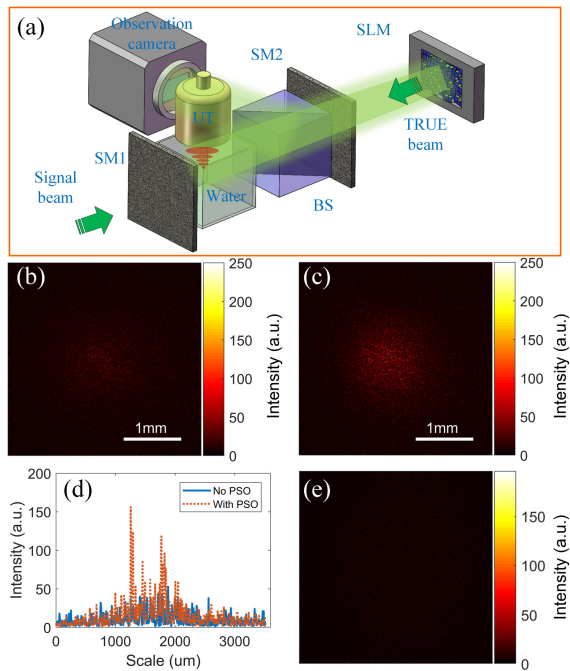 (a)
Observation
camera
SM2
SLM
UT
TRUE
beam
SM1
Signal
beam
Water
BS
(b)
250
200
150
100
50
0
Intensity (a.u.)
1mm
(c)
250
200
150
100
50
0
Intensity (a.u.)
1mm
(d)
200
150
100
50
0
Intensity (a.u.)
No PSO
With PSO
0
1000
2000
3000
Scale (um)
(e)
150
100
50
0
Intensity (a.u.)